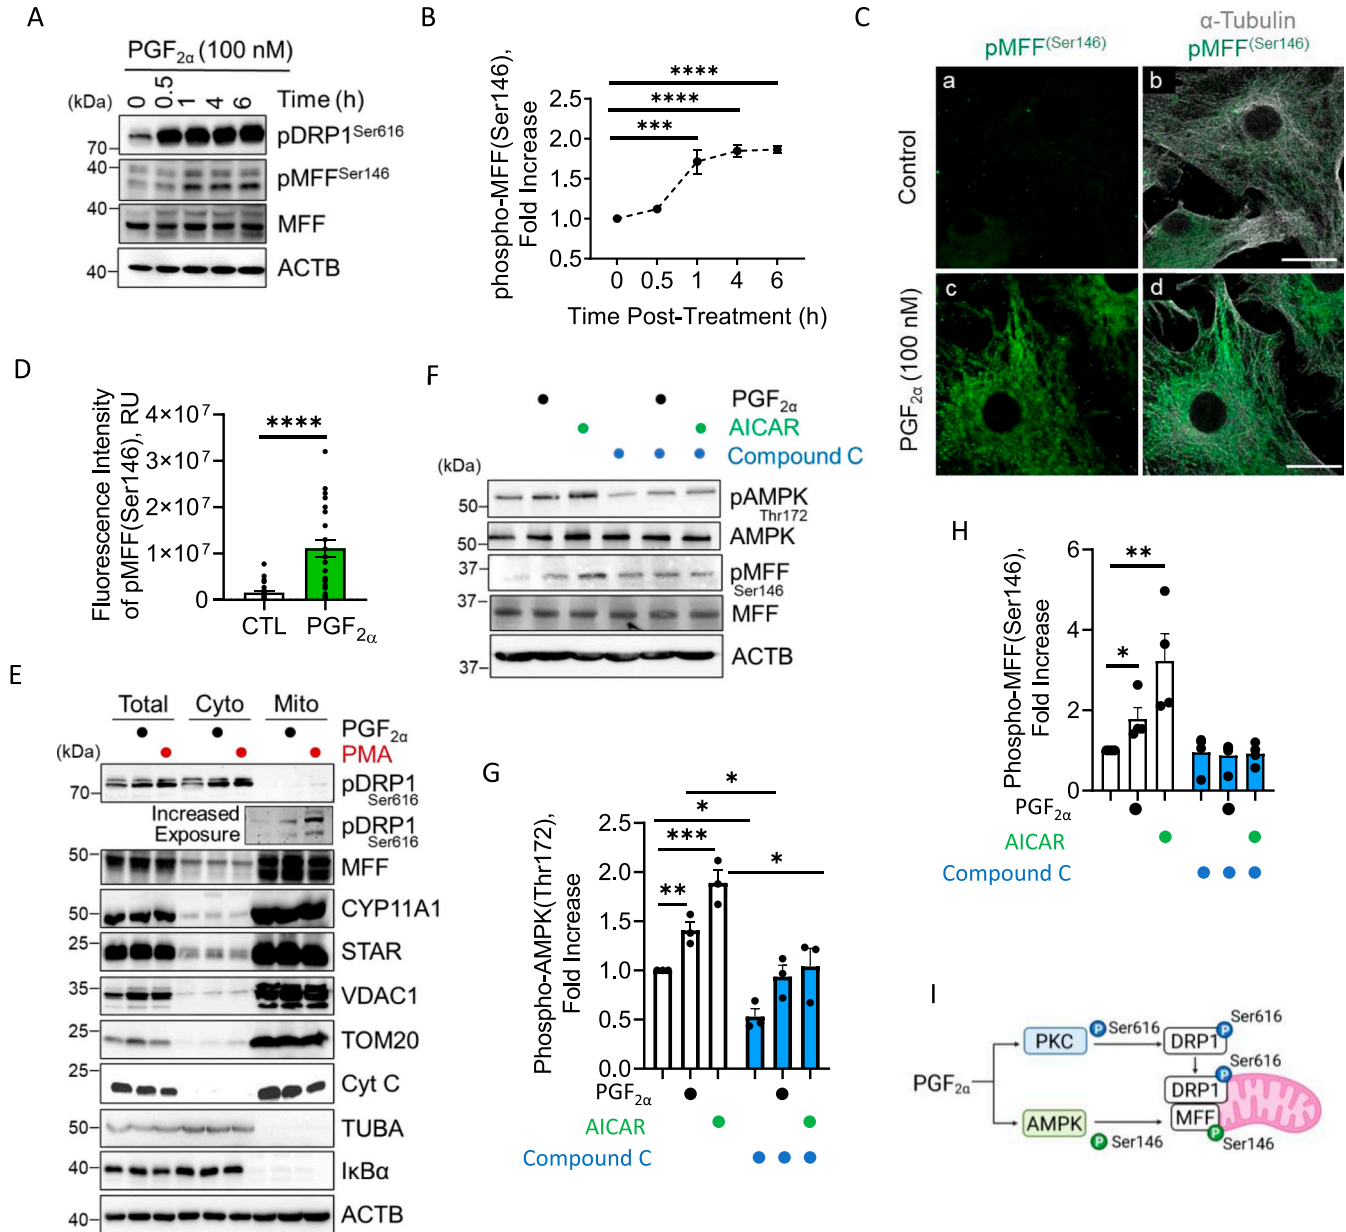 A
PGF2α (100 nM)
(kDa) 0 0.5 1 4 6 Time (h)
70 pDRP1Ser616
40 pMFFSer146
40 MFF
40 ACTB
B
phospho-MFF(Ser146),
Fold Increase
2.5
2.0
1.5
1.0
0.5
****
****
***
0 0.5 1 4 6
Time Post-Treatment (h)
C
pMFF(Ser146)
α-Tubulin
pMFF(Ser146)
Control
a
b
PGF2α (100 nM)
c
d
D
Fluorescence Intensity
of pMFF(Ser146), RU
4×10⁷
3×10⁷
2×10⁷
1×10⁷
0
****
CTL PGF2α
E
Total Cyto Mito
PGF2α
(kDa) PMA
70 pDRP1
Ser616
Increased
Exposure
pDRP1
Ser616
50 MFF
50 CYP11A1
25 STAR
35 VDAC1
25 TOM20
25 Cyt C
50 TUBA
40 IκBα
40 ACTB
F
PGF2α
AICAR
Compound C
(kDa)
50 pAMPK
Thr172
50 AMPK
37 pMFF
Ser146
37 MFF
37 ACTB
G
Phospho-AMPK(Thr172),
Fold Increase
2.5
2.0
1.5
1.0
0.5
0.0
*
*
***
*
**
PGF2α
AICAR
Compound C
H
Phospho-MFF(Ser146),
Fold Increase
6
4
2
0
**
*
PGF2α
AICAR
Compound C
I
PGF2α
PKC
P Ser616
DRP1
P
Ser616
DRP1
P
Ser616
AMPK
P Ser146
MFF
P
Ser146